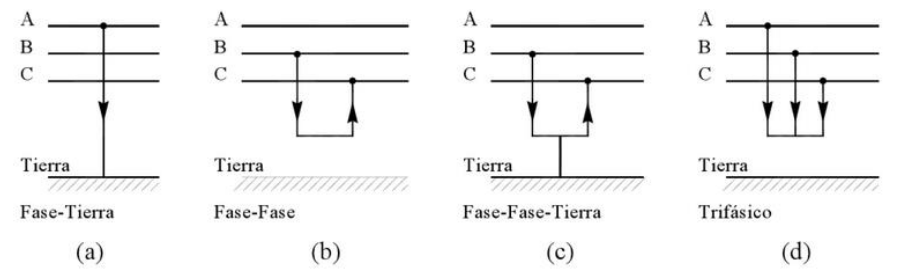 A
B
C
Tierra
Fase-Tierra
(a)
A
B
C
Tierra
Fase-Fase
(b)
A
B
C
Tierra
Fase-Fase-Tierra
(c)
A
B
C
Tierra
Trifásico
(d)